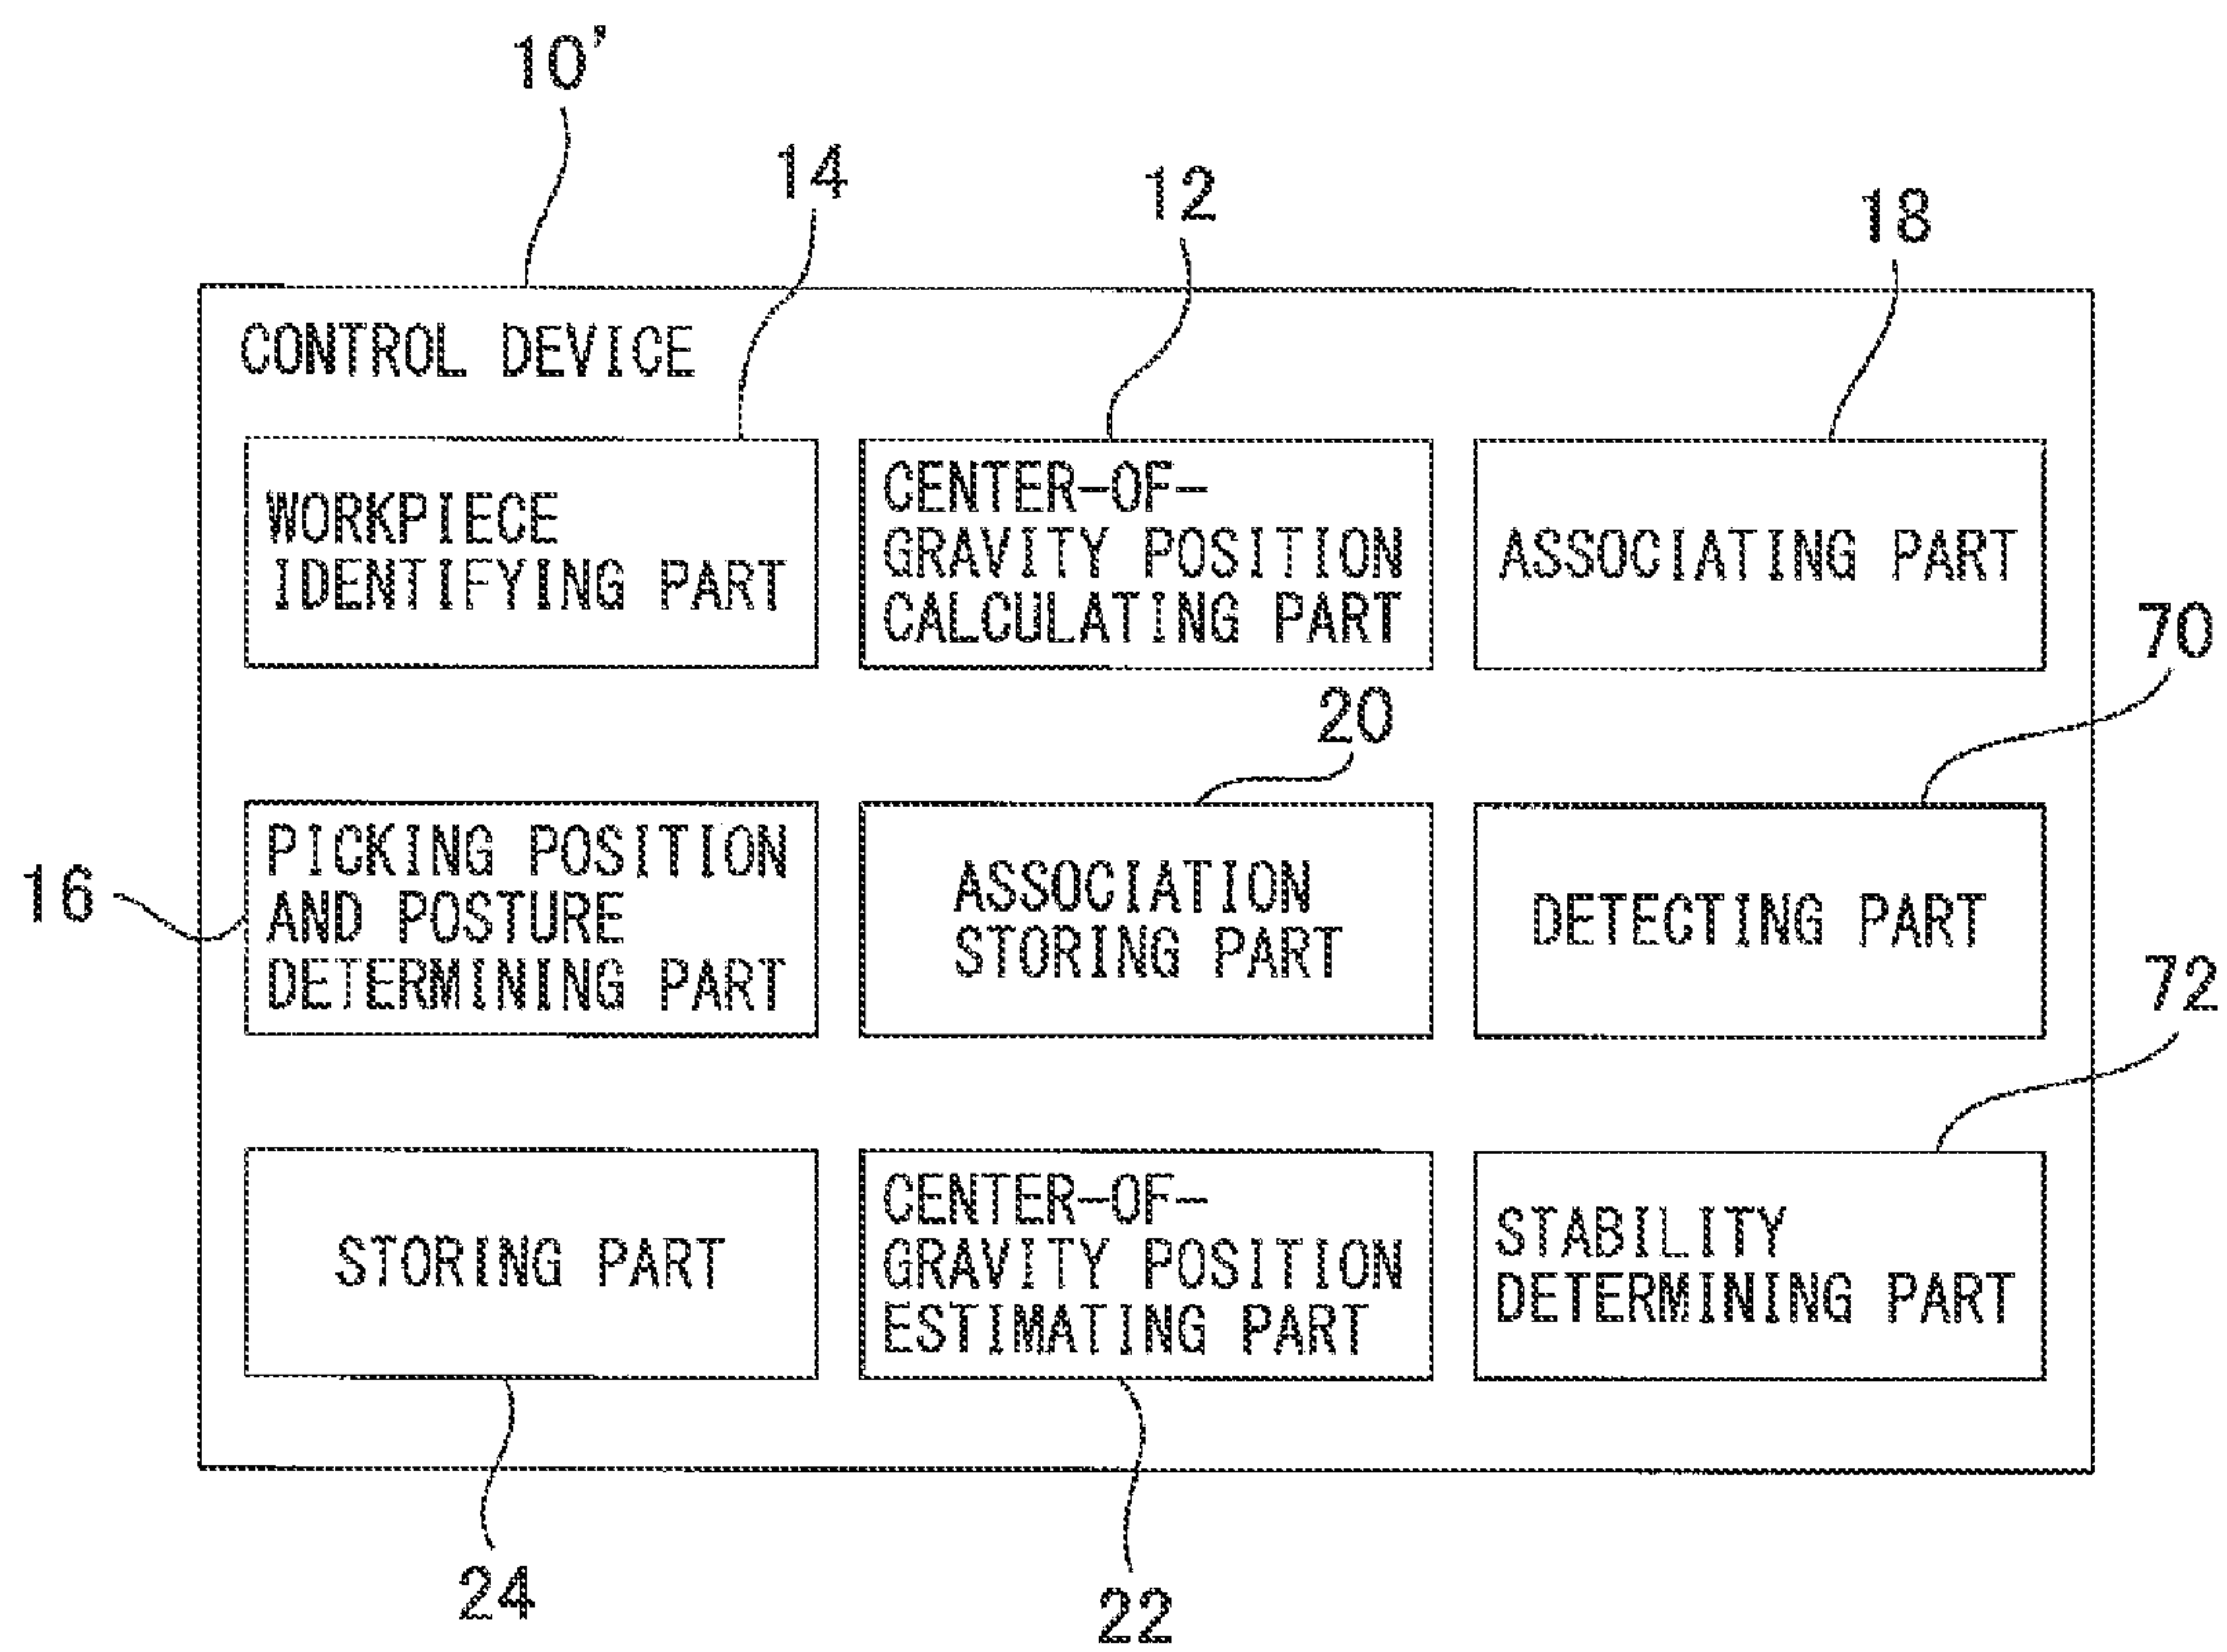 10'
14
12
18
CONTROL DEVICE
WORKPIECE
IDENTIFYING PART
CENTER-OF-
GRAVITY POSITION
CALCULATING PART
ASSOCIATING PART
70
20
16
PICKING POSITION
AND POSTURE
DETERMINING PART
ASSOCIATION
STORING PART
DETECTING PART
72
STORING PART
CENTER-OF-
GRAVITY POSITION
ESTIMATING PART
STABILITY
DETERMINING PART
24
22